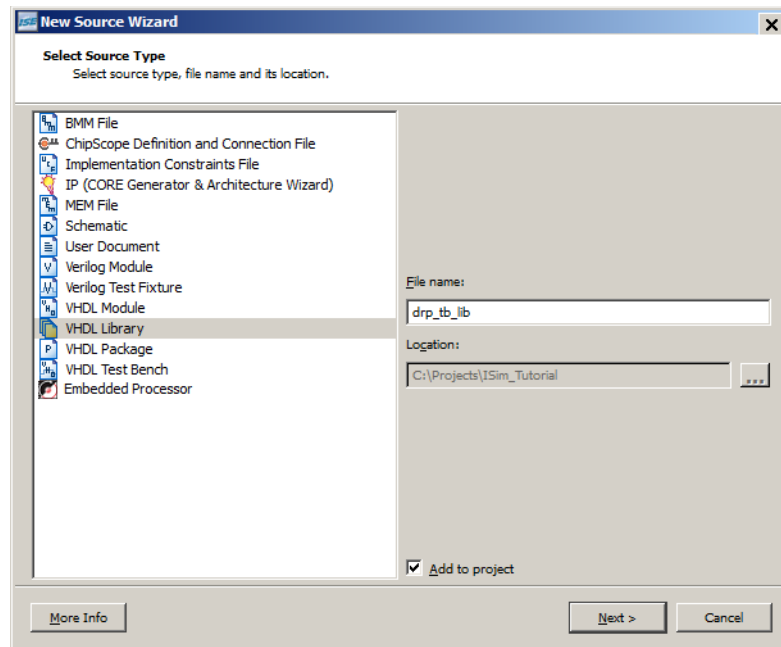 ISE New Source Wizard
Select Source Type
Select source type, file name and its location.
BMM File
ChipScope Definition and Connection File
Implementation Constraints File
IP (CORE Generator & Architecture Wizard)
MEM File
Schematic
User Document
Verilog Module
Verilog Test Fixture
VHDL Module
VHDL Library
VHDL Package
VHDL Test Bench
Embedded Processor
File name:
drp_tb_lib
Location:
C:\Projects\ISim_Tutorial
...
Add to project
More Info
Next >
Cancel